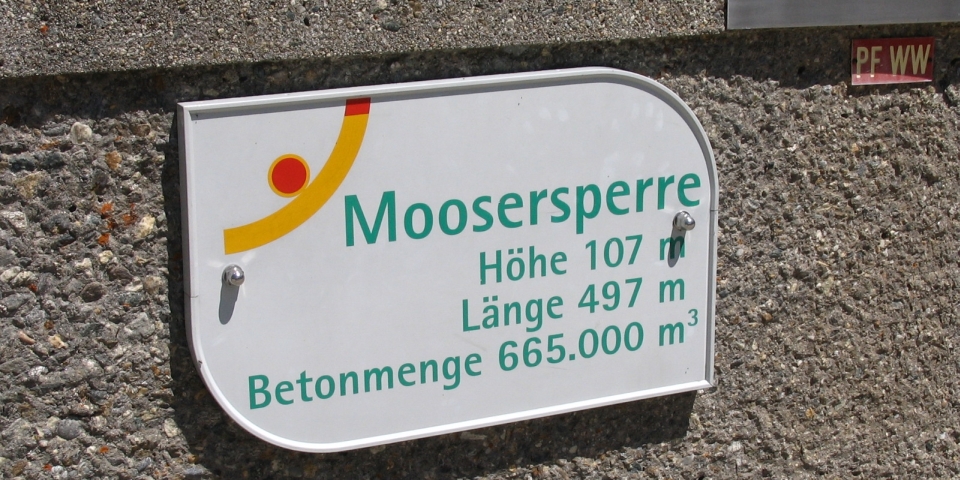 PF WW
Moosersperre
Höhe 107 m
Länge 497 m
Betonmenge 665.000 m³